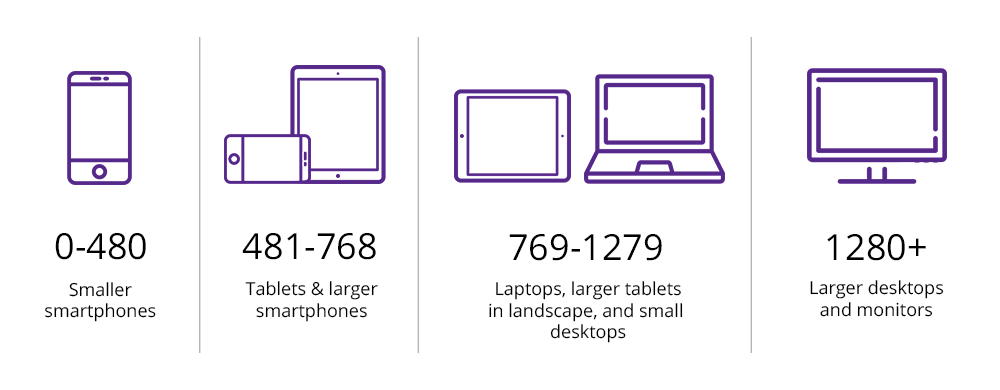 0-480
Smaller
smartphones
481-768
Tablets & larger
smartphones
769-1279
Laptops, larger tablets
in landscape, and small
desktops
1280+
Larger desktops
and monitors